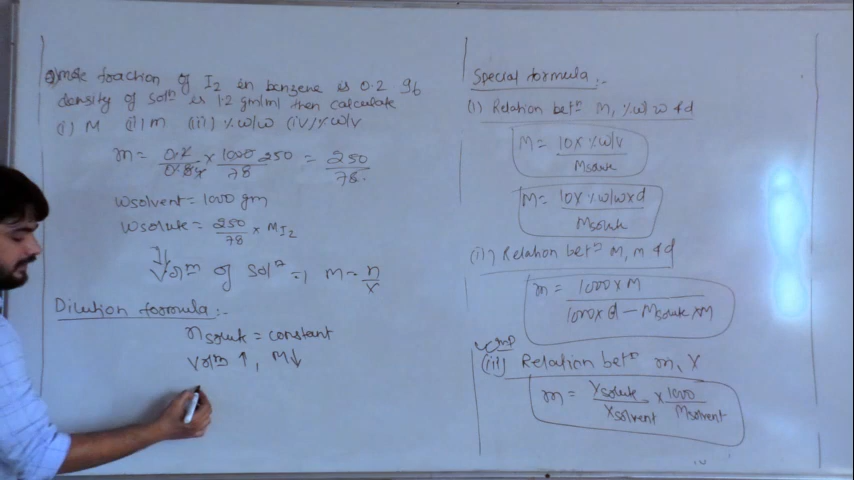 mole fraction of I2 in benzene is 0.2 If
density of solⁿ is 1.2 gm/ml then calculate
(i) M (ii) m (iii) % w/w (iv) % w/v
m = 0.2/0.8 × 1000/78 250 = 250/78
wsolvent = 1000 gm
wsolute = 250/78 × MI2
Volm of solⁿ =) M = n/V
Dilution formula :-
nsolute = constant
Volm ↑, M↓
Special formula :-
(i) Relation betⁿ M, % w/w & d
M = 10 × % w/v / Msolute
M = 10 × % w/w × d / Msolute
(ii) Relation betⁿ M, m & d
m = 1000 × M / 1000 × d − Msolute × M
Imp
(iii) Relation betⁿ m, X
m = Xsolute / Xsolvent × 1000 / Msolvent